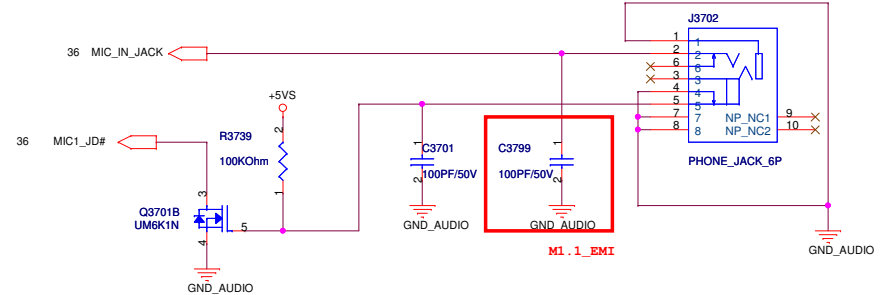 J3702
1
1
36 MIC_IN_JACK
2
2
6
6
3
3
+5VS
4
4
5
5
2
7
7
NP_NC1
9
36 MIC1_JD#
R3739
8
8
NP_NC2
10
100KOhm
1
C3701
1
C3799
PHONE_JACK_6P
100PF/50V
100PF/50V
2
2
1
3
Q3701B
UM6K1N
5
GND_AUDIO
GND_AUDIO
4
M1.1_EMI
GND_AUDIO
GND_AUDIO